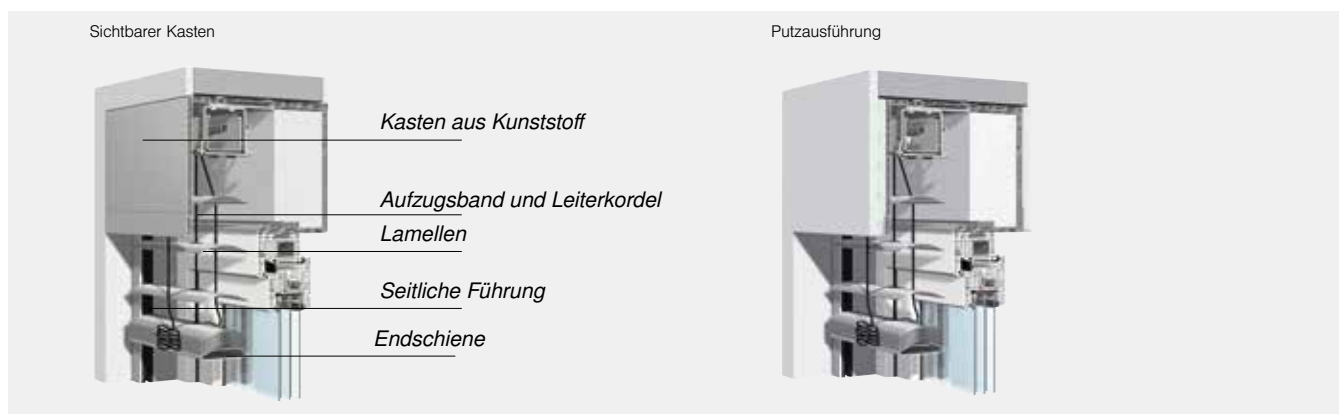 Sichtbarer Kasten
Putzausführung
Kasten aus Kunststoff
Aufzugsband und Leiterkordel
Lamellen
Seitliche Führung
Endschiene